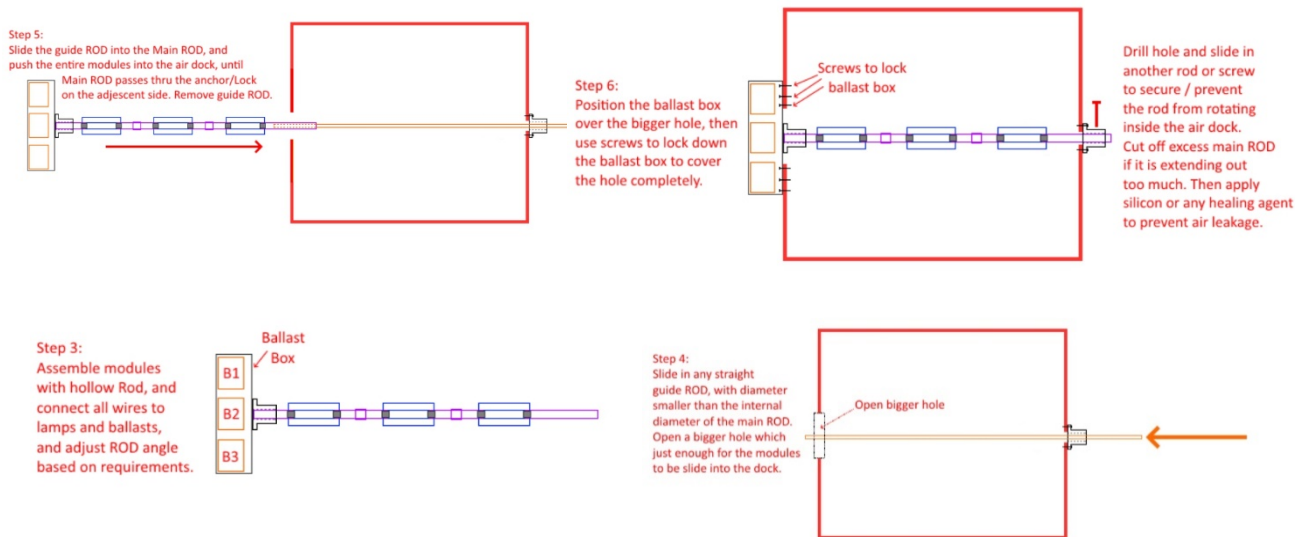 Step 5:
Slide the guide ROD into the Main ROD, and
push the entire modules into the air dock, until
Main ROD passes thru the anchor/Lock
on the adjescent side. Remove guide ROD.
Step 6:
Position the ballast box
over the bigger hole, then
use screws to lock down
the ballast box to cover
the hole completely.
Screws to lock
ballast box
Drill hole and slide in
another rod or screw
to secure / prevent
the rod from rotating
inside the air dock.
Cut off excess main ROD
if it is extending out
too much. Then apply
silicon or any healing agent
to prevent air leakage.
Step 3:
Assemble modules
with hollow Rod, and
connect all wires to
lamps and ballasts,
and adjust ROD angle
based on requirements.
Ballast
Box
B1
B2
B3
Step 4:
Slide in any straight
guide ROD, with diameter
smaller than the internal
diameter of the main ROD.
Open a bigger hole which
just enough for the modules
to be slide into the dock.
Open bigger hole